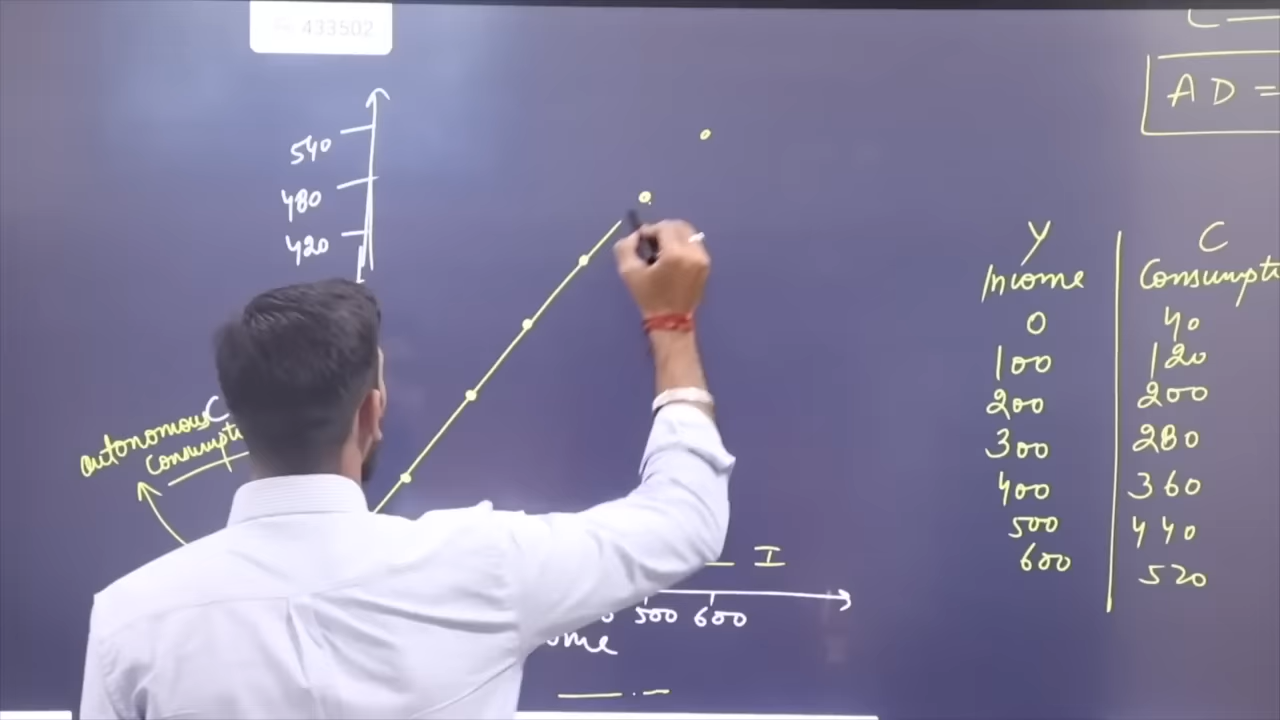 433502
AD =
540
480
420
autonomous C
consumpt
Y C
Income Consumpti
0 40
100 120
200 200
300 280
400 360
500 440
600 520
I
500 600
ome